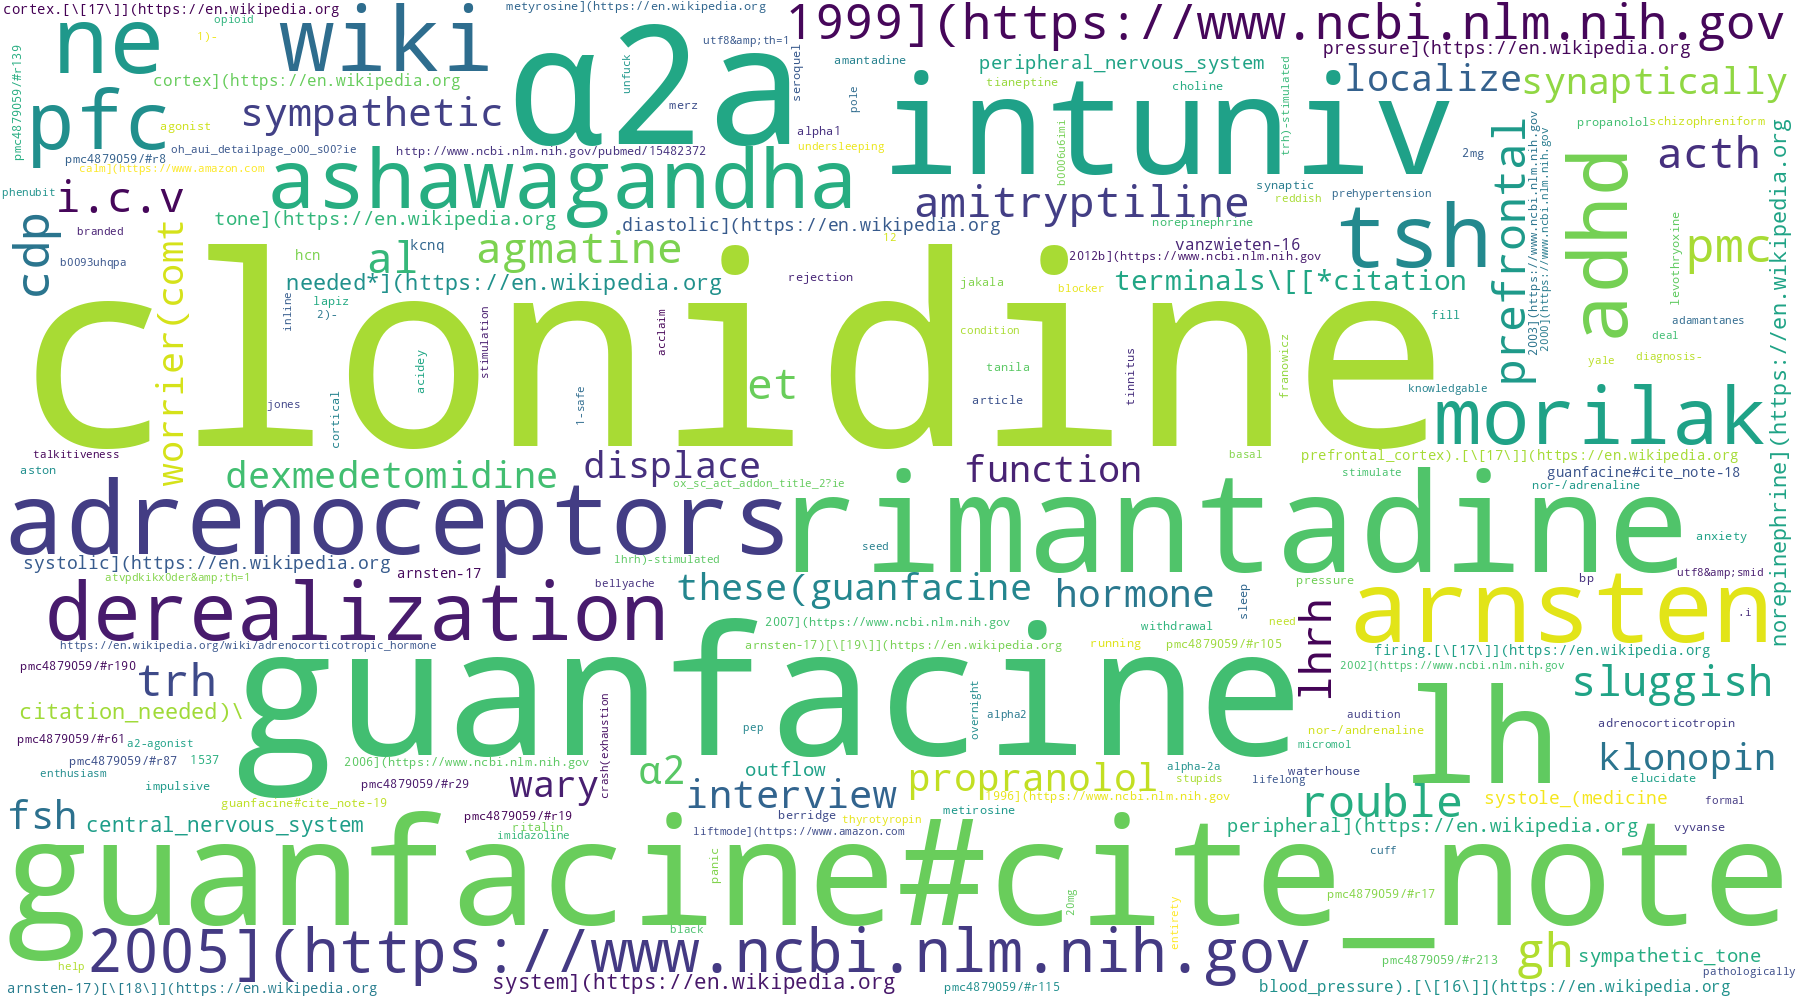 cortex.[\[17\]](https://en.wikipedia.org
opioid
metyrosine](https://en.wikipedia.org
1999](https://www.ncbi.nlm.nih.gov
1)-
ne
wiki
α2a
utf8&amp;th=1
pressure](https://en.wikipedia.org
pmc4879059/#r139
cortex](https://en.wikipedia.org
unfuck
seroquel
amantadine
peripheral_nervous_system
intuniv
localize
synaptically
tianeptine
choline
trh)-stimulated
pfc
sympathetic
merz
pole
agonist
alpha1
undersleeping
propanolol
schizophreniform
2003](https://www.ncbi.nlm.nih.gov
2000](https://www.ncbi.nlm.nih.gov
norepinephrine](https://en.wikipedia.org
pmc4879059/#r8
oh_aui_detailpage_o00_s00?ie
http://www.ncbi.nlm.nih.gov/pubmed/15482372
b0006u6imi
2mg
prefrontal
adhd
acth
calm](https://www.amazon.com
ashawagandha
phenubit
i.c.v
synaptic
reddish
prehypertension
amitryptiline
tone](https://en.wikipedia.org
diastolic](https://en.wikipedia.org
norepinephrine
tsh
levothryoxine
pmc
cdp
branded
worrier(comt
hcn
al
kcnq
agmatine
12
vanzwieten-16
b0093uhqpa
2012b](https://www.ncbi.nlm.nih.gov
needed*](https://en.wikipedia.org
rejection
jakala
blocker
terminals\[[*citation
clonidine
inline
lapiz
2)-
stimulation
acclaim
condition
fill
adamantanes
deal
yale
diagnosis-
acidey
et
tanila
tinnitus
franowicz
knowledgable
jones
cortical
1-safe
article
morilak
talkitiveness
aston
dexmedetomidine
displace
function
basal
prefrontal_cortex).[\[17\]](https://en.wikipedia.org
stimulate
guanfacine#cite_note-18
adrenoceptors
ox_sc_act_addon_title_2?ie
rimantadine
nor-/adrenaline
seed
anxiety
systolic](https://en.wikipedia.org
lhrh)-stimulated
atvpdkikx0der&amp;th=1
arnsten-17
bellyache
derealization
these(guanfacine
hormone
sleep
pressure
bp
utf8&amp;smid
lhrh
arnsten
.i
2007](https://www.ncbi.nlm.nih.gov
withdrawal
need
https://en.wikipedia.org/wiki/adrenocorticotropic_hormone
arnsten-17)[\[19\]](https://en.wikipedia.org
running
pmc4879059/#r105
firing.[\[17\]](https://en.wikipedia.org
pmc4879059/#r190
trh
guanfacine
2002](https://www.ncbi.nlm.nih.gov
sluggish
citation_needed)\
crash(exhaustion
overnight
alpha2
lh
audition
adrenocorticotropin
pep
nor-/andrenaline
pmc4879059/#r61
a2-agonist
micromol
klonopin
pmc4879059/#r87
1537
2006](https://www.ncbi.nlm.nih.gov
α2
outflow
propranolol
alpha-2a
stupids
lifelong
waterhouse
enthusiasm
impulsive
pmc4879059/#r29
wary
elucidate
interview
1996](https://www.ncbi.nlm.nih.gov
rouble
systole_(medicine
formal
guanfacine#cite_note-19
fsh
central_nervous_system
pmc4879059/#r19
ritalin
imidazoline
berridge
thyrotyropin
metirosine
liftmode](https://www.amazon.com
peripheral](https://en.wikipedia.org
vyvanse
guanfacine#cite_note
panic
cuff
20mg
pmc4879059/#r17
entirety
black
help
2005](https://www.ncbi.nlm.nih.gov
gh
sympathetic_tone
pmc4879059/#r213
pathologically
arnsten-17)[\[18\]](https://en.wikipedia.org
system](https://en.wikipedia.org
pmc4879059/#r115
blood_pressure).[\[16\]](https://en.wikipedia.org